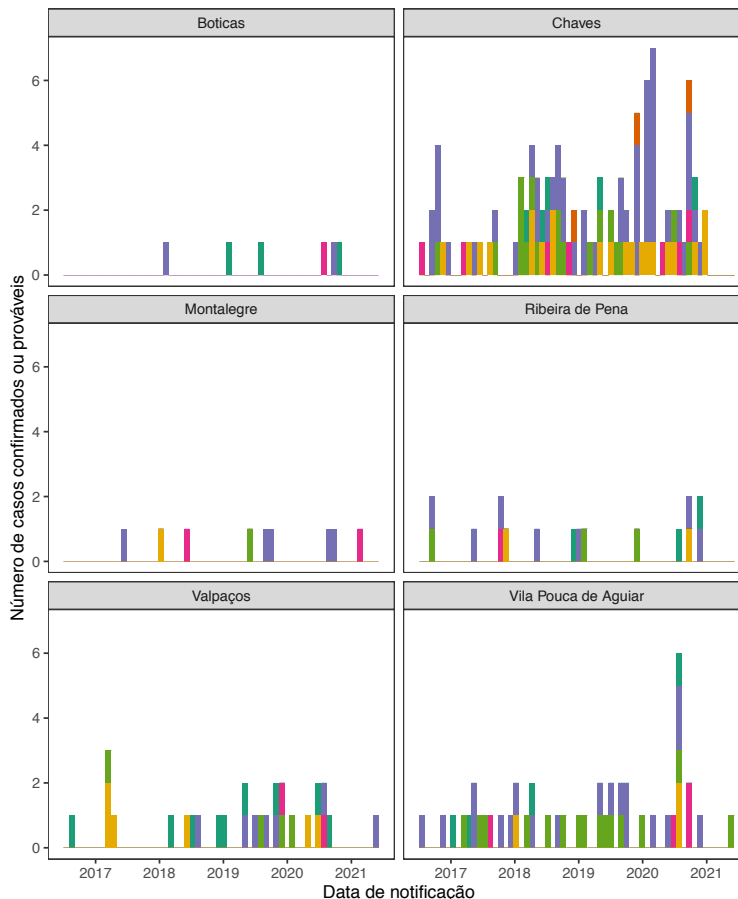 Boticas
Chaves
6
4
2
0
Montalegre
Ribeira de Pena
6
4
2
0
Valpaços
Vila Pouca de Aguiar
6
4
2
0
2017 2018 2019 2020 2021 2017 2018 2019 2020 2021
Data de notificação
Número de casos confirmados ou prováveis